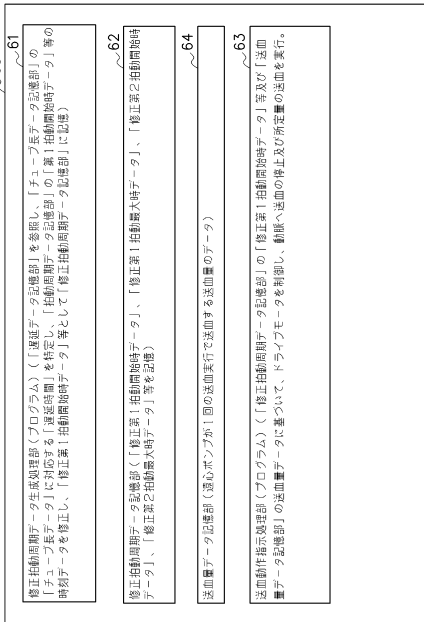 61
修正拍動周期データ生成処理部(プログラム)(「遅延データ記憶部」を参照し、「チューブ長データ記憶部」の
「チューブ長データ」に対応する「遅延時間」を特定し、「拍動周期データ記憶部」の「第1拍動開始時データ」等の
時刻データを修正し、「修正第1拍動開始時データ」等として「修正拍動周期データ記憶部」に記憶)
62
修正拍動周期データ記憶部(「修正第1拍動開始時データ」、「修正第1拍動最大時データ」、「修正第2拍動開始時
データ」、「修正第2拍動最大時データ」等を記憶)
64
送血量データ記憶部(遠心ポンプが1回の送血実行で送血する送血量のデータ)
63
送血動作指示処理部(プログラム)(「修正拍動周期データ記憶部」の「修正第1拍動開始時データ」等及び「送血
量データ記憶部」の送血量データに基づいて、ドライブモータを制御し、動脈へ送血の停止及び所定量の送血を実行。